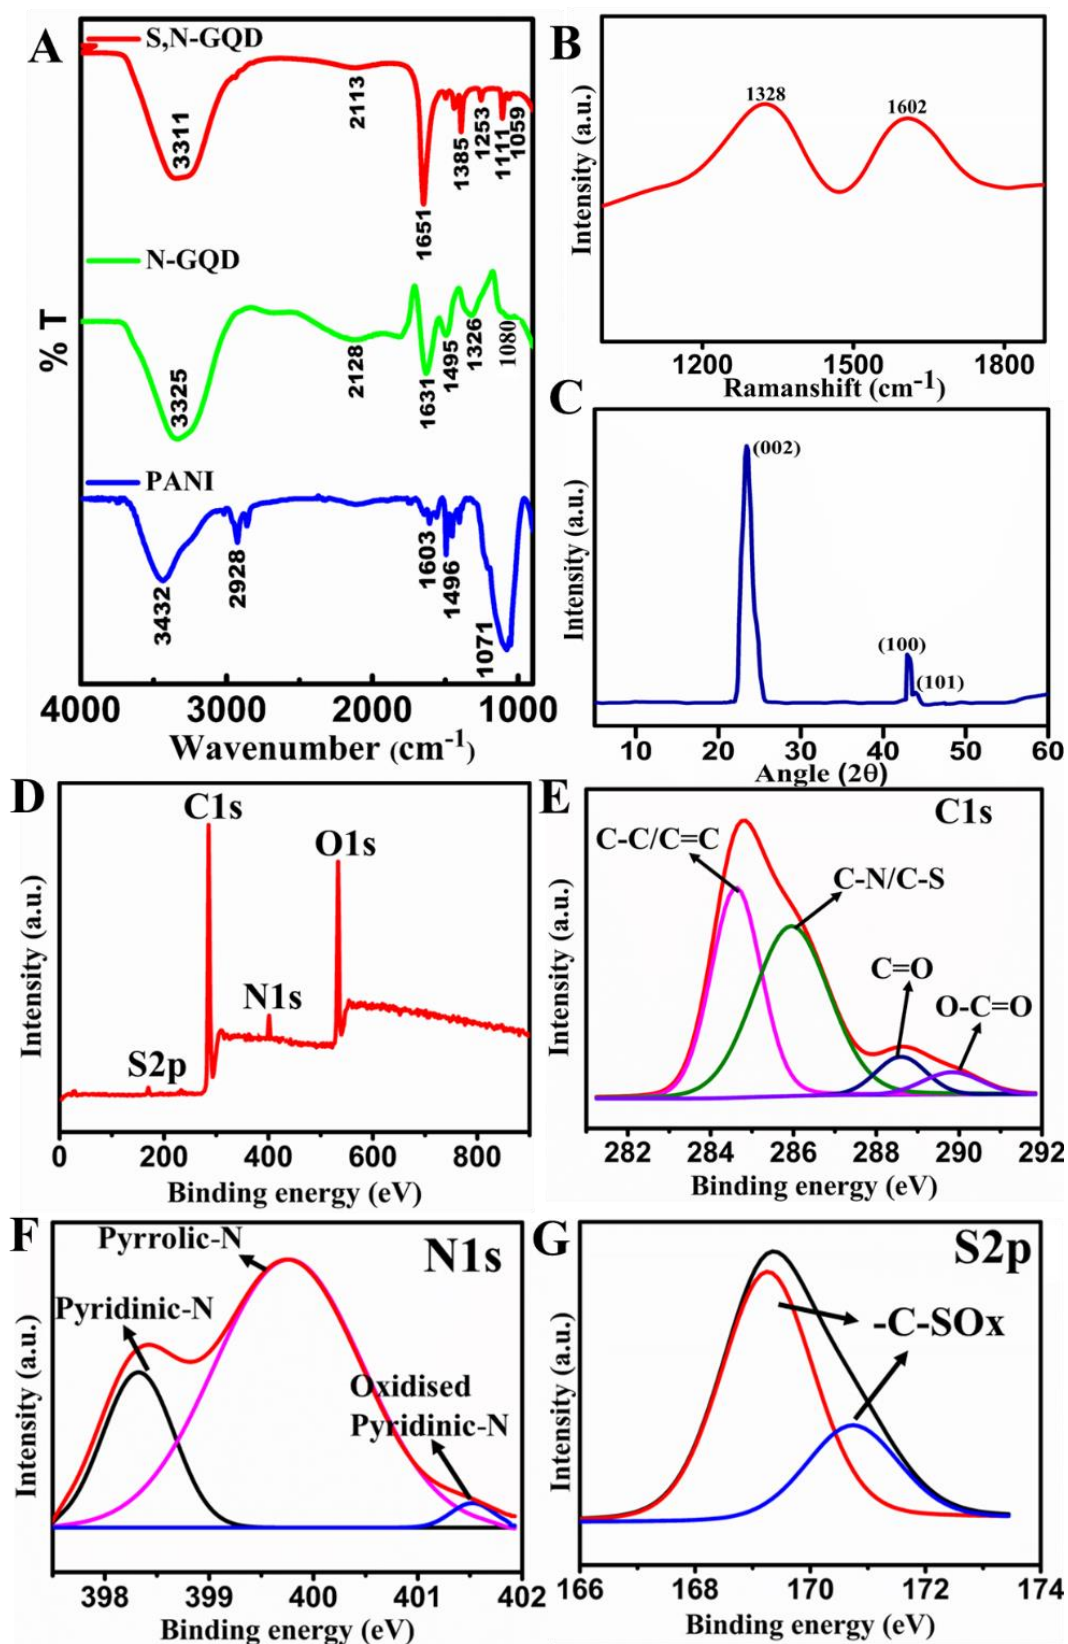 A
S,N-GQD
3311
2113
1651
1385
1253
1111
1059
N-GQD
3325
2128
1631
1495
1326
1080
PANI
3432
2928
1603
1496
1071
% T
4000 3000 2000 1000
Wavenumber (cm-1)
B
1328
1602
Intensity (a.u.)
1200 1500 1800
Ramanshift (cm-1)
C
(002)
(100)
(101)
Intensity (a.u.)
10 20 30 40 50 60
Angle (2θ)
D
C1s
O1s
N1s
S2p
Intensity (a.u.)
0 200 400 600 800
Binding energy (eV)
E
C1s
C-C/C=C
C-N/C-S
C=O
O-C=O
Intensity (a.u.)
282 284 286 288 290 292
Binding energy (eV)
F
N1s
Pyrrolic-N
Pyridinic-N
Oxidised
Pyridinic-N
Intensity (a.u.)
398 399 400 401 402
Binding energy (eV)
G
S2p
-C-SOx
Intensity (a.u.)
166 168 170 172 174
Binding energy (eV)